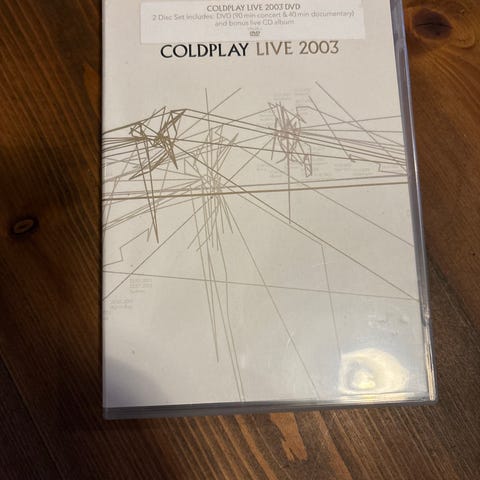 COLDPLAY LIVE 2003 DVD
2 Disc Set Includes: DVD (90 min concert & 40 min documentary)
and bonus live CD album
DVD
COLDPLAY LIVE 2003